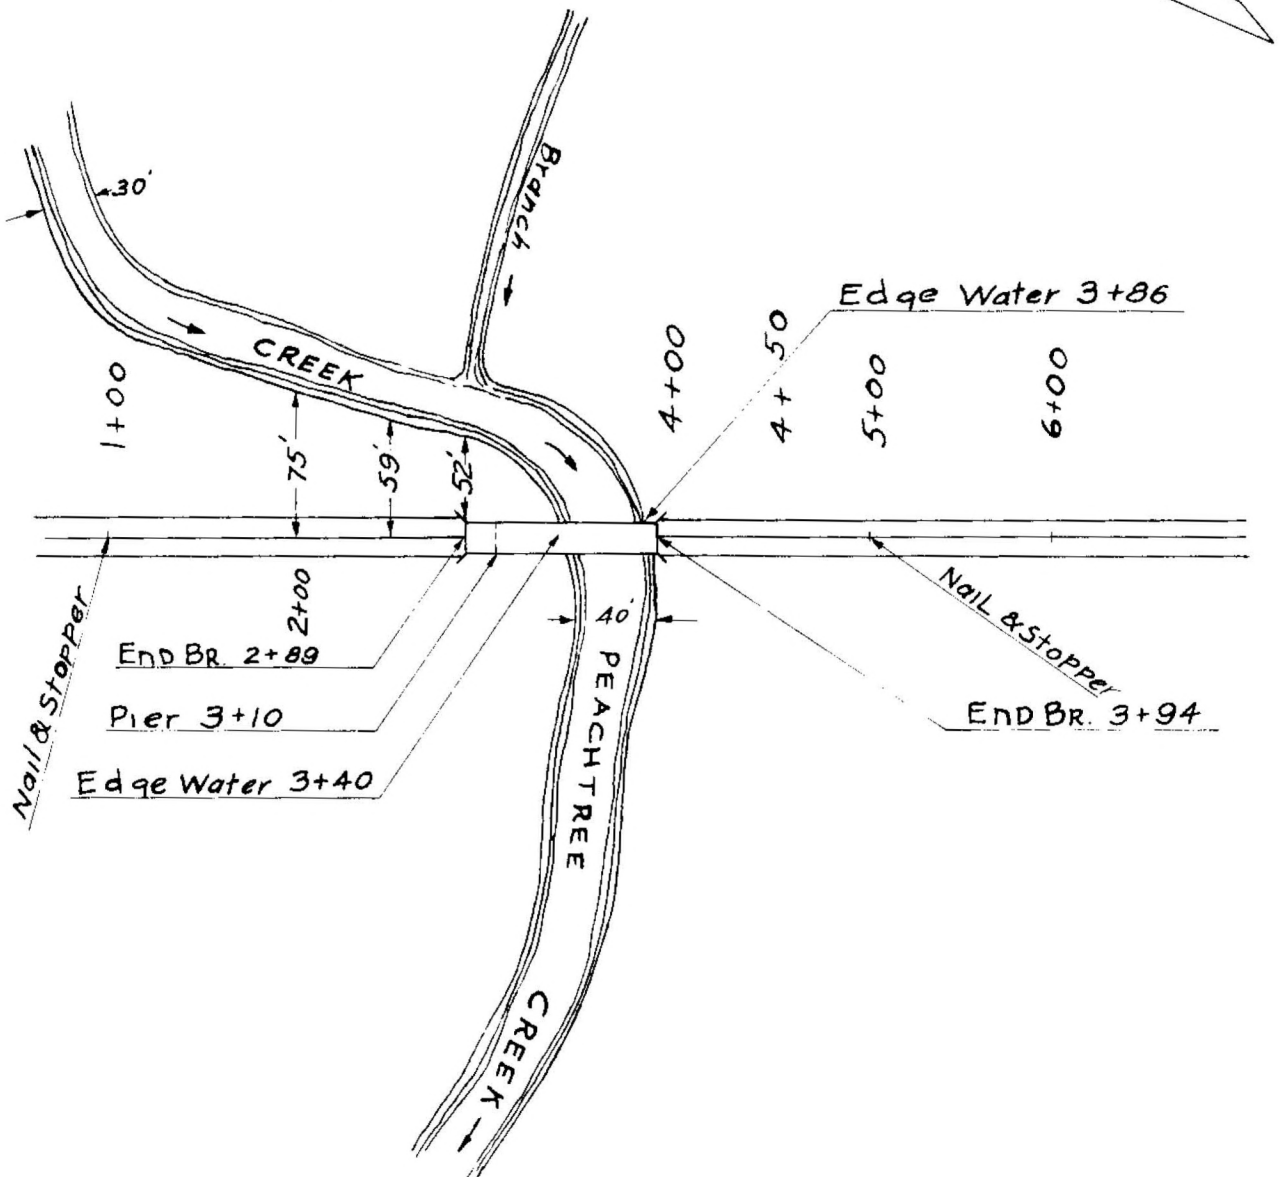 30'
Branch
Edge Water 3+86
CREEK
1+00
75'
59'
52'
4+00
4+50
5+00
6+00
2+00
Nail & Stopper
End Br. 2+89
Pier 3+10
Edge Water 3+40
40'
PEACHTREE
CREEK
Nail & Stopper
End Br. 3+94